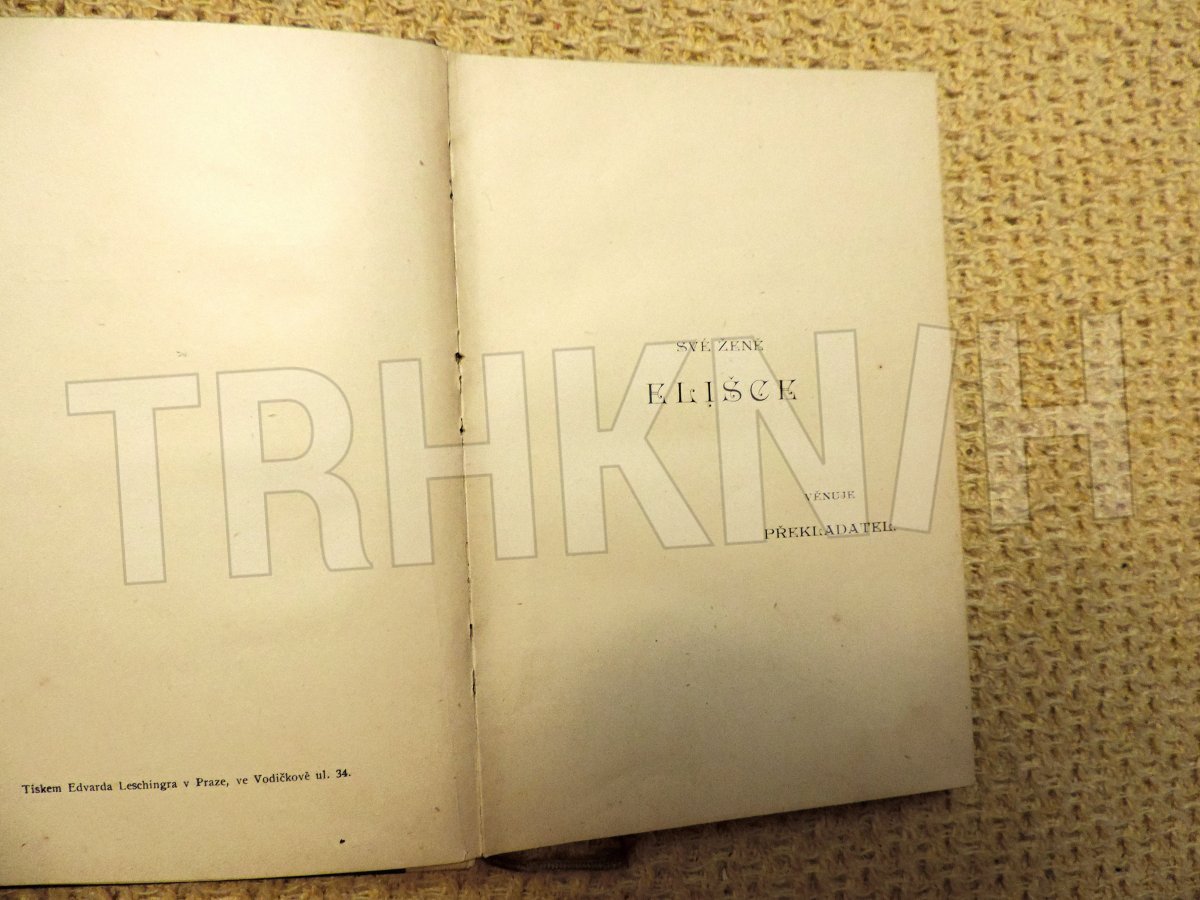 Tiskem Edvarda Leschingra v Praze, ve Vodičkově ul. 34.
SVÉ ŽENĚ
ELIŠCE
VĚNUJE
PŘEKLADATEL.
TRHKNIH